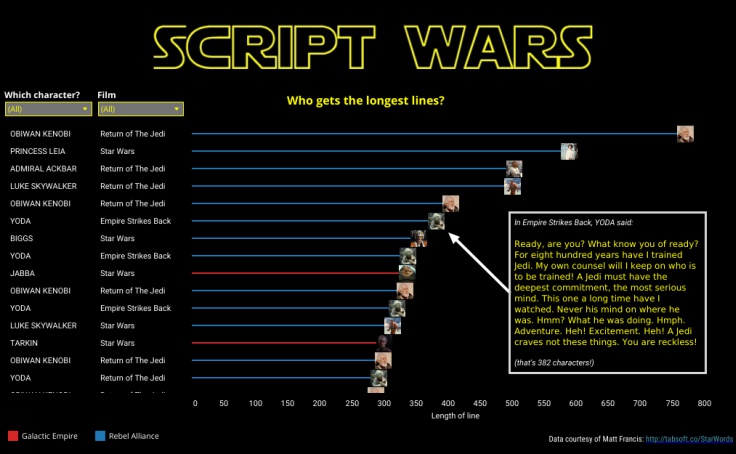 SCRIPT WARS
Which character?
Film
(All)
(All)
Who gets the longest lines?
OBIWAN KENOBI Return of The Jedi
PRINCESS LEIA Star Wars
ADMIRAL ACKBAR Return of The Jedi
LUKE SKYWALKER Return of The Jedi
OBIWAN KENOBI Return of The Jedi
YODA Empire Strikes Back
BIGGS Star Wars
YODA Empire Strikes Back
JABBA Star Wars
OBIWAN KENOBI Return of The Jedi
YODA Empire Strikes Back
LUKE SKYWALKER Star Wars
TARKIN Star Wars
OBIWAN KENOBI Return of The Jedi
YODA Return of The Jedi
In Empire Strikes Back, YODA said:
Ready, are you? What know you of ready?
For eight hundred years have I trained
Jedi. My own counsel will I keep on who is
to be trained! A Jedi must have the
deepest commitment, the most serious
mind. This one a long time have I
watched. Never his mind on where he
was. Hmm? What he was doing. Hmph.
Adventure. Heh! Excitement. Heh! A Jedi
craves not these things. You are reckless!
(that's 382 characters!)
0 50 100 150 200 250 300 350 400 450 500 550 600 650 700 750 800
Length of line
Galactic Empire
Rebel Alliance
Data courtesy of Matt Francis: http://tabsoft.co/StarWords